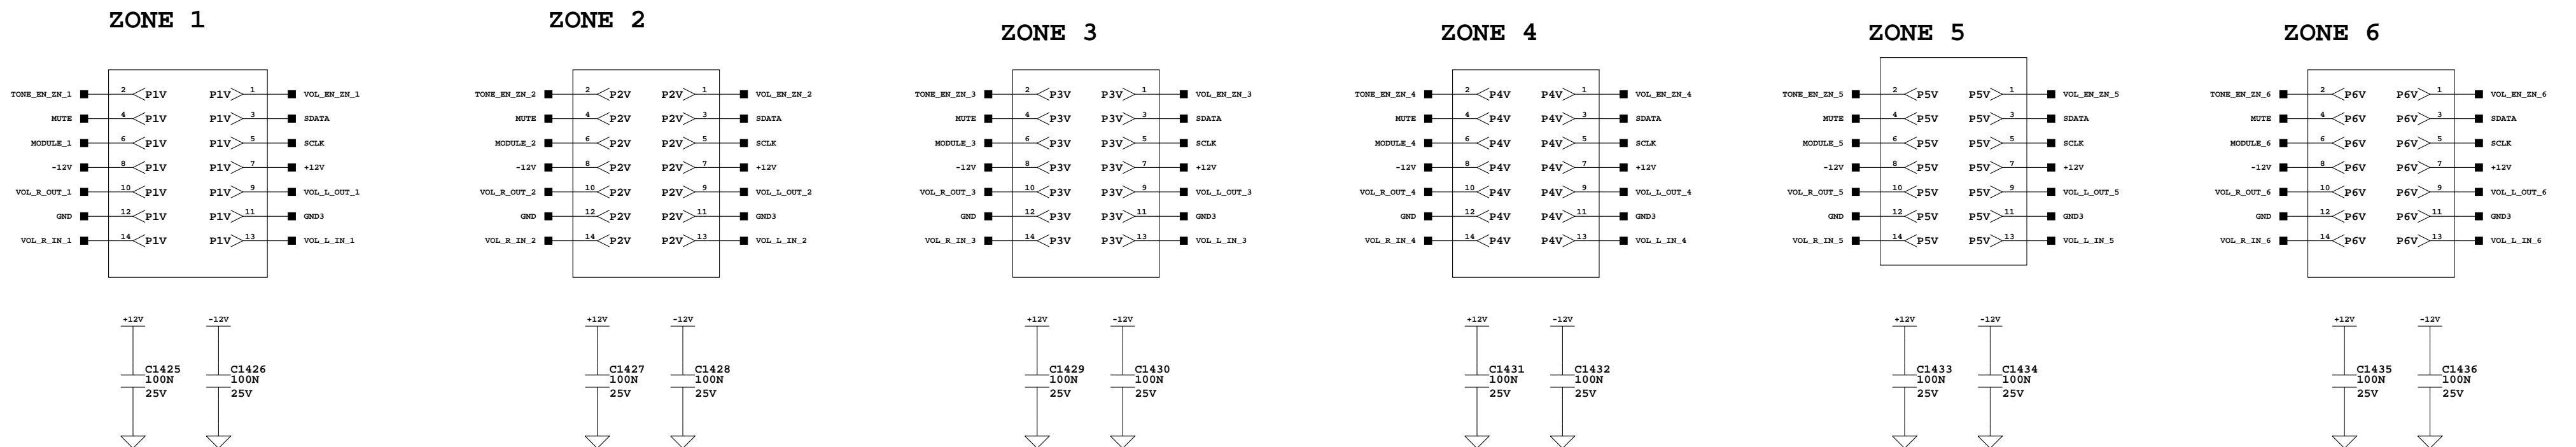 ZONE 1
ZONE 2
ZONE 3
ZONE 4
ZONE 5
ZONE 6
TONE_EN_ZN_1 2 P1V P1V 1 VOL_EN_ZN_1
MUTE 4 P1V P1V 3 SDATA
MODULE_1 6 P1V P1V 5 SCLK
-12V 8 P1V P1V 7 +12V
VOL_R_OUT_1 10 P1V P1V 9 VOL_L_OUT_1
GND 12 P1V P1V 11 GND3
VOL_R_IN_1 14 P1V P1V 13 VOL_L_IN_1
TONE_EN_ZN_2 2 P2V P2V 1 VOL_EN_ZN_2
MUTE 4 P2V P2V 3 SDATA
MODULE_2 6 P2V P2V 5 SCLK
-12V 8 P2V P2V 7 +12V
VOL_R_OUT_2 10 P2V P2V 9 VOL_L_OUT_2
GND 12 P2V P2V 11 GND3
VOL_R_IN_2 14 P2V P2V 13 VOL_L_IN_2
TONE_EN_ZN_3 2 P3V P3V 1 VOL_EN_ZN_3
MUTE 4 P3V P3V 3 SDATA
MODULE_3 6 P3V P3V 5 SCLK
-12V 8 P3V P3V 7 +12V
VOL_R_OUT_3 10 P3V P3V 9 VOL_L_OUT_3
GND 12 P3V P3V 11 GND3
VOL_R_IN_3 14 P3V P3V 13 VOL_L_IN_3
TONE_EN_ZN_4 2 P4V P4V 1 VOL_EN_ZN_4
MUTE 4 P4V P4V 3 SDATA
MODULE_4 6 P4V P4V 5 SCLK
-12V 8 P4V P4V 7 +12V
VOL_R_OUT_4 10 P4V P4V 9 VOL_L_OUT_4
GND 12 P4V P4V 11 GND3
VOL_R_IN_4 14 P4V P4V 13 VOL_L_IN_4
TONE_EN_ZN_5 2 P5V P5V 1 VOL_EN_ZN_5
MUTE 4 P5V P5V 3 SDATA
MODULE_5 6 P5V P5V 5 SCLK
-12V 8 P5V P5V 7 +12V
VOL_R_OUT_5 10 P5V P5V 9 VOL_L_OUT_5
GND 12 P5V P5V 11 GND3
VOL_R_IN_5 14 P5V P5V 13 VOL_L_IN_5
TONE_EN_ZN_6 2 P6V P6V 1 VOL_EN_ZN_6
MUTE 4 P6V P6V 3 SDATA
MODULE_6 6 P6V P6V 5 SCLK
-12V 8 P6V P6V 7 +12V
VOL_R_OUT_6 10 P6V P6V 9 VOL_L_OUT_6
GND 12 P6V P6V 11 GND3
VOL_R_IN_6 14 P6V P6V 13 VOL_L_IN_6
+12V
C1425
100N
25V
-12V
C1426
100N
25V
+12V
C1427
100N
25V
-12V
C1428
100N
25V
+12V
C1429
100N
25V
-12V
C1430
100N
25V
+12V
C1431
100N
25V
-12V
C1432
100N
25V
+12V
C1433
100N
25V
-12V
C1434
100N
25V
+12V
C1435
100N
25V
-12V
C1436
100N
25V